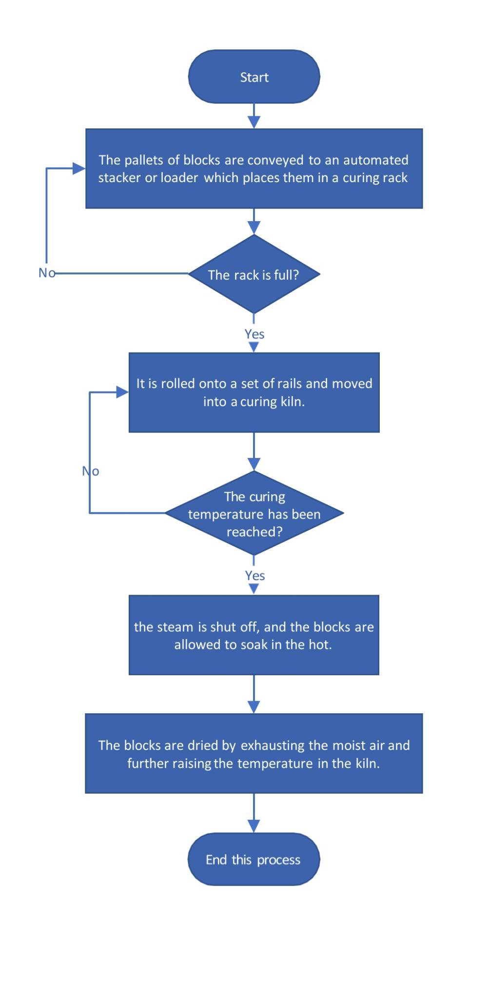 Start
The pallets of blocks are conveyed to an automated
stacker or loader which places them in a curing rack
The rack is full?
No
Yes
It is rolled onto a set of rails and moved
into a curing kiln.
No
The curing
temperature has been
reached?
Yes
the steam is shut off, and the blocks are
allowed to soak in the hot.
The blocks are dried by exhausting the moist air and
further raising the temperature in the kiln.
End this process